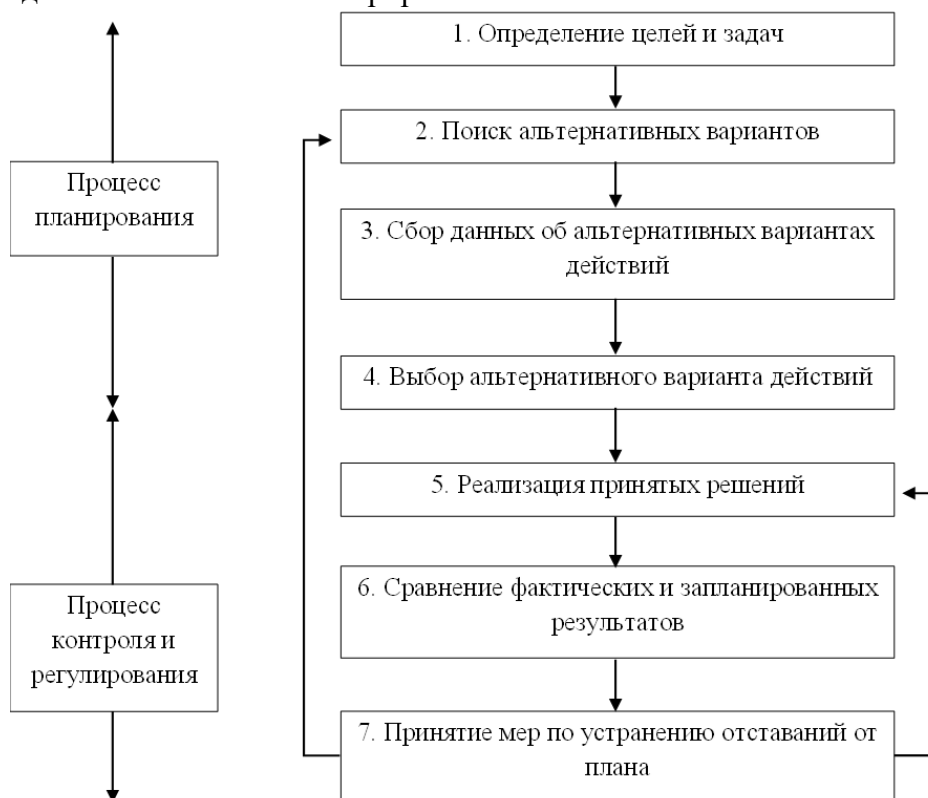 1. Определение целей и задач
2. Поиск альтернативных вариантов
Процесс
планирования
3. Сбор данных об альтернативных вариантах
действий
4. Выбор альтернативного варианта действий
5. Реализация принятых решений
Процесс
контроля и
регулирования
6. Сравнение фактических и запланированных
результатов
7. Принятие мер по устранению отставаний от
плана